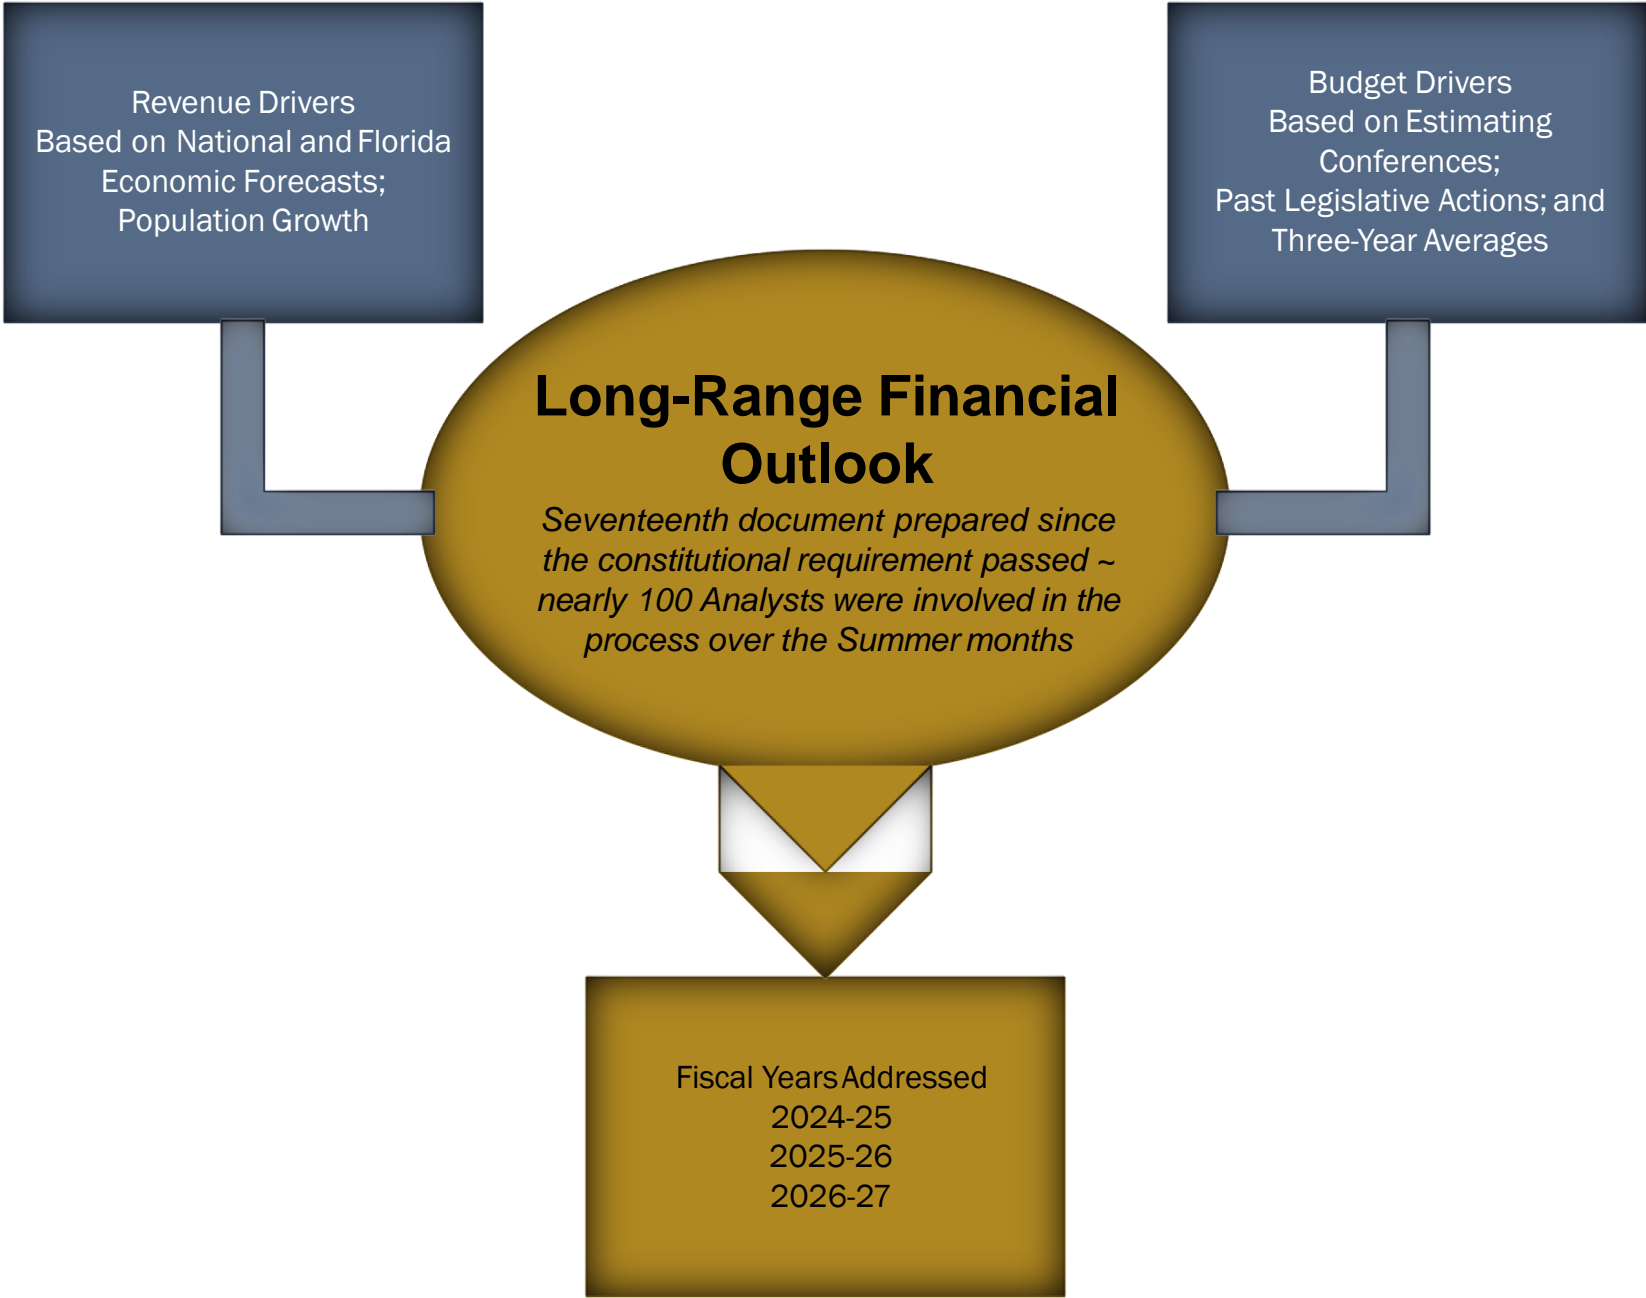 Revenue Drivers
Based on National and Florida
Economic Forecasts;
Population Growth
Budget Drivers
Based on Estimating
Conferences;
Past Legislative Actions; and
Three-Year Averages
Long-Range Financial
Outlook
Seventeenth document prepared since
the constitutional requirement passed ~
nearly 100 Analysts were involved in the
process over the Summer months
Fiscal Years Addressed
2024-25
2025-26
2026-27